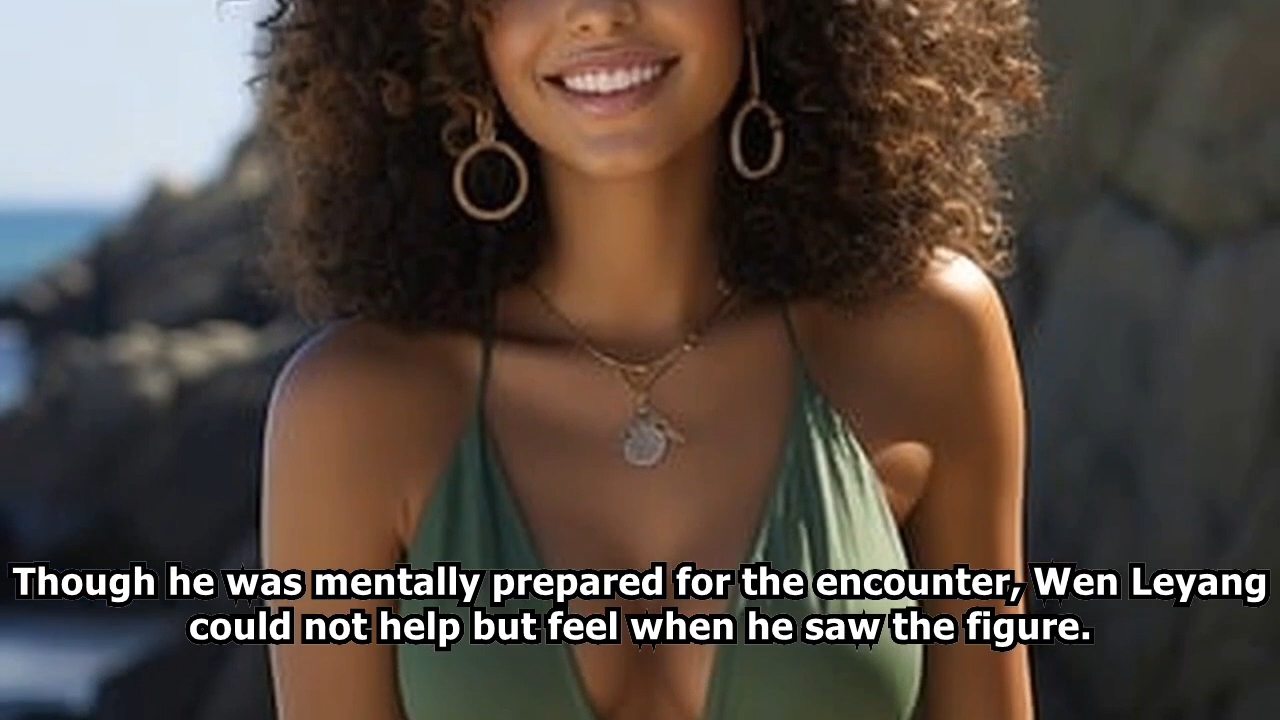 Though he was mentally prepared for the encounter, Wen Leyang
could not help but feel when he saw the figure.